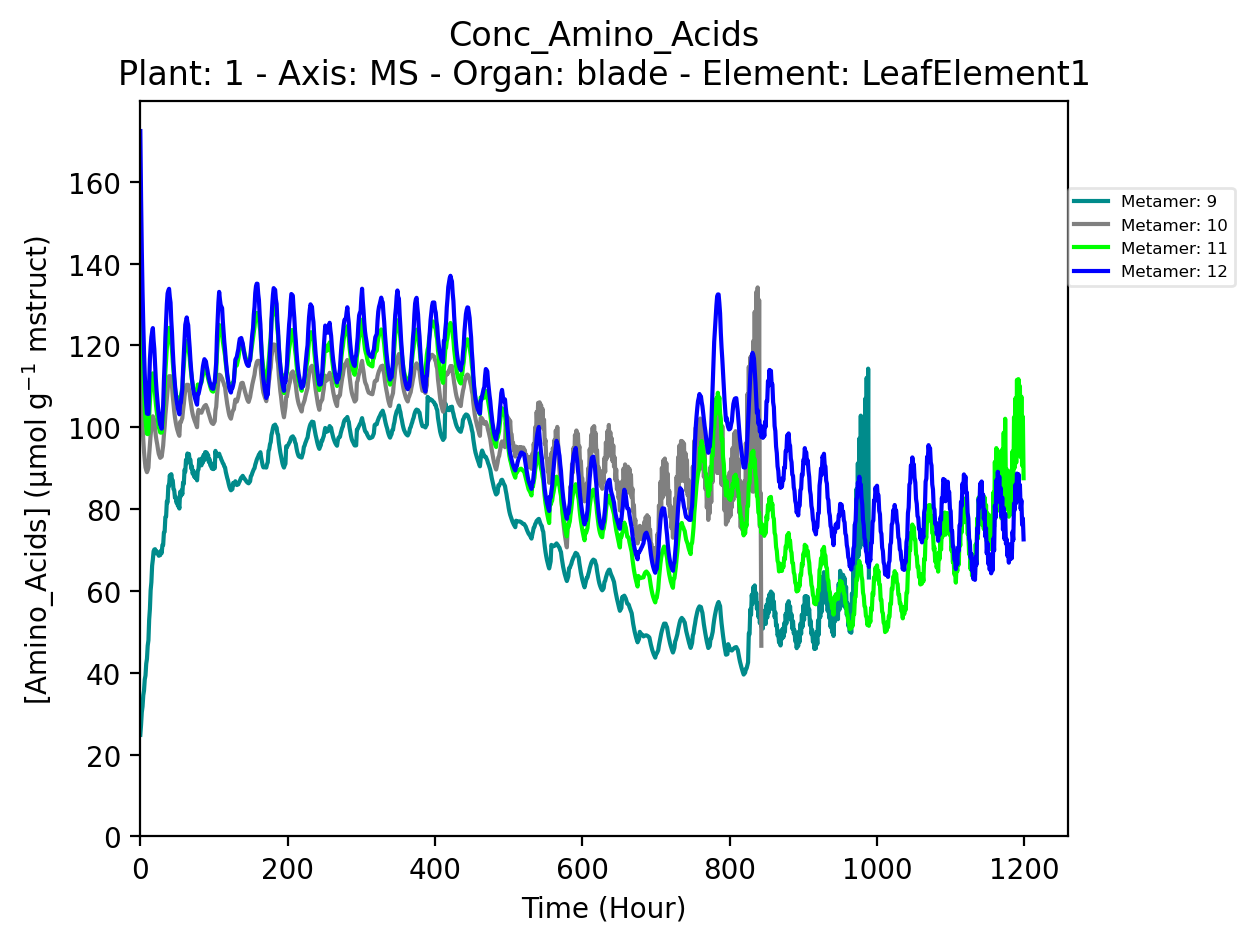 Conc_Amino_Acids
Plant: 1 - Axis: MS - Organ: blade - Element: LeafElement1
[Amino_Acids] (µmol g⁻¹ mstruct)
160
140
120
100
80
60
40
20
0
0 200 400 600 800 1000 1200
Time (Hour)
Metamer: 9
Metamer: 10
Metamer: 11
Metamer: 12